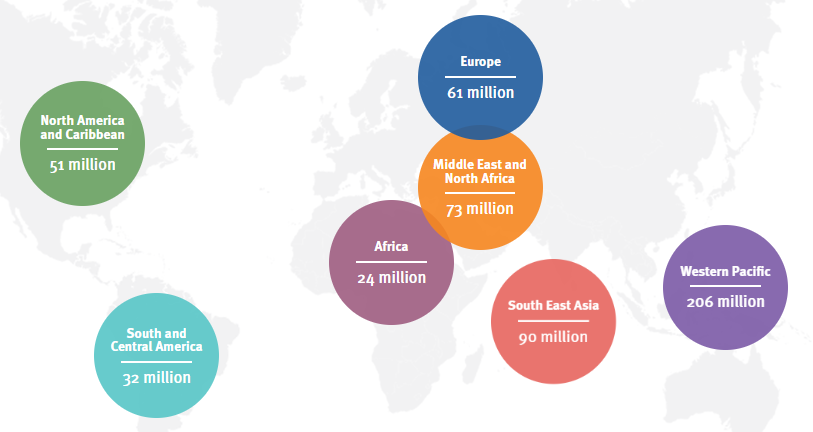 Europe
61 million
North America
and Caribbean
51 million
Middle East and
North Africa
73 million
Africa
24 million
Western Pacific
206 million
South East Asia
90 million
South and
Central America
32 million